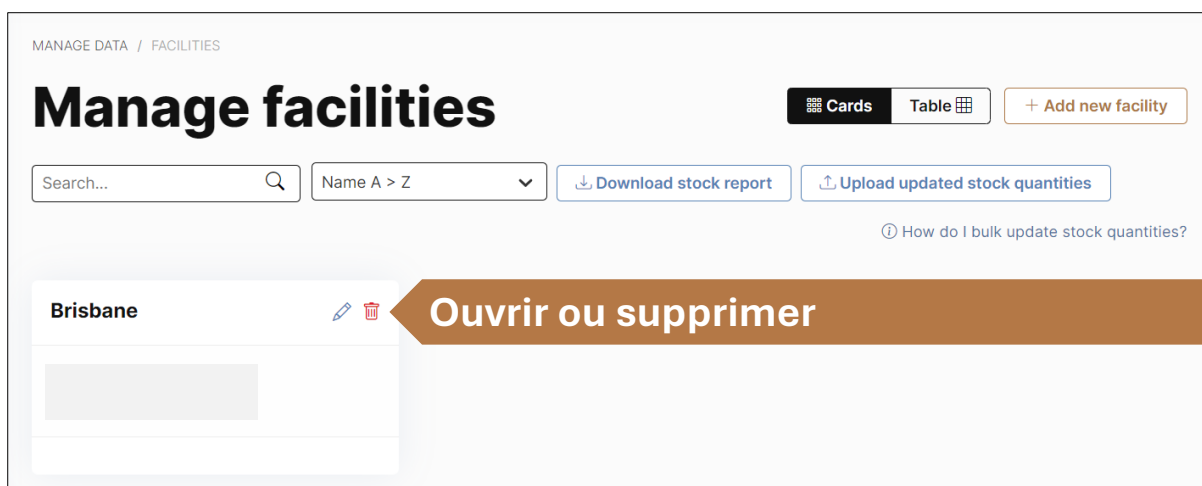 MANAGE DATA / FACILITIES
Manage facilities
Cards Table + Add new facility
Search... Name A > Z Download stock report Upload updated stock quantities
How do I bulk update stock quantities?
Brisbane Ouvrir ou supprimer